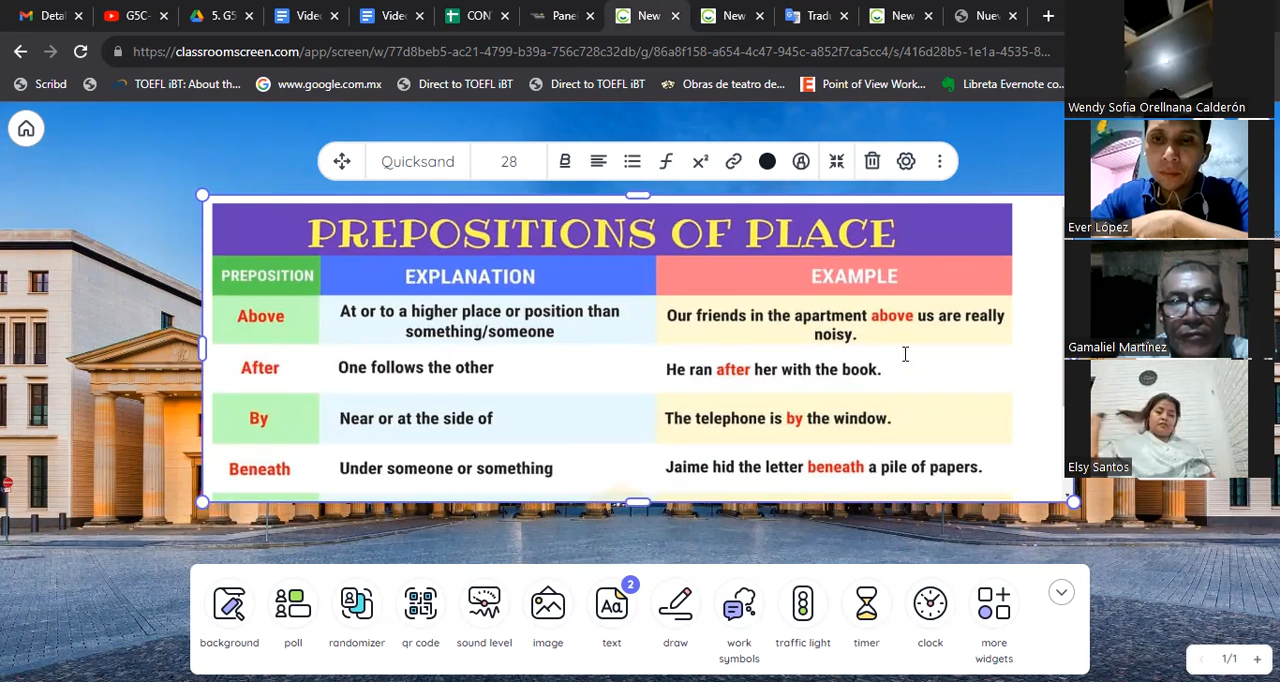 Detai
G5C-
5. G5
Video
Video
CON
Panel
New
New
Tradu
New
Nuev
https://classroomscreen.com/app/screen/w/77d8beb5-ac21-4799-b39a-756c728c32db/g/86a8f158-a654-4c47-945c-a852f7ca5cc4/s/416d28b5-1e1a-4535-8...
Scribd
TOEFL iBT: About th...
www.google.com.mx
Direct to TOEFL iBT
Direct to TOEFL iBT
Obras de teatro de...
Point of View Work...
Libreta Evernote co...
Wendy Sofia Orellnana Calderón
Ever López
Gamaliel Martínez
Elsy Santos
Quicksand 28
PREPOSITIONS OF PLACE
PREPOSITION EXPLANATION EXAMPLE
Above
At or to a higher place or position than
something/someone
Our friends in the apartment above us are really
noisy.
After
One follows the other
He ran after her with the book.
By
Near or at the side of
The telephone is by the window.
Beneath
Under someone or something
Jaime hid the letter beneath a pile of papers.
2
background
poll
randomizer
qr code
sound level
image
text
draw
work
symbols
traffic light
timer
clock
more
widgets
1/1